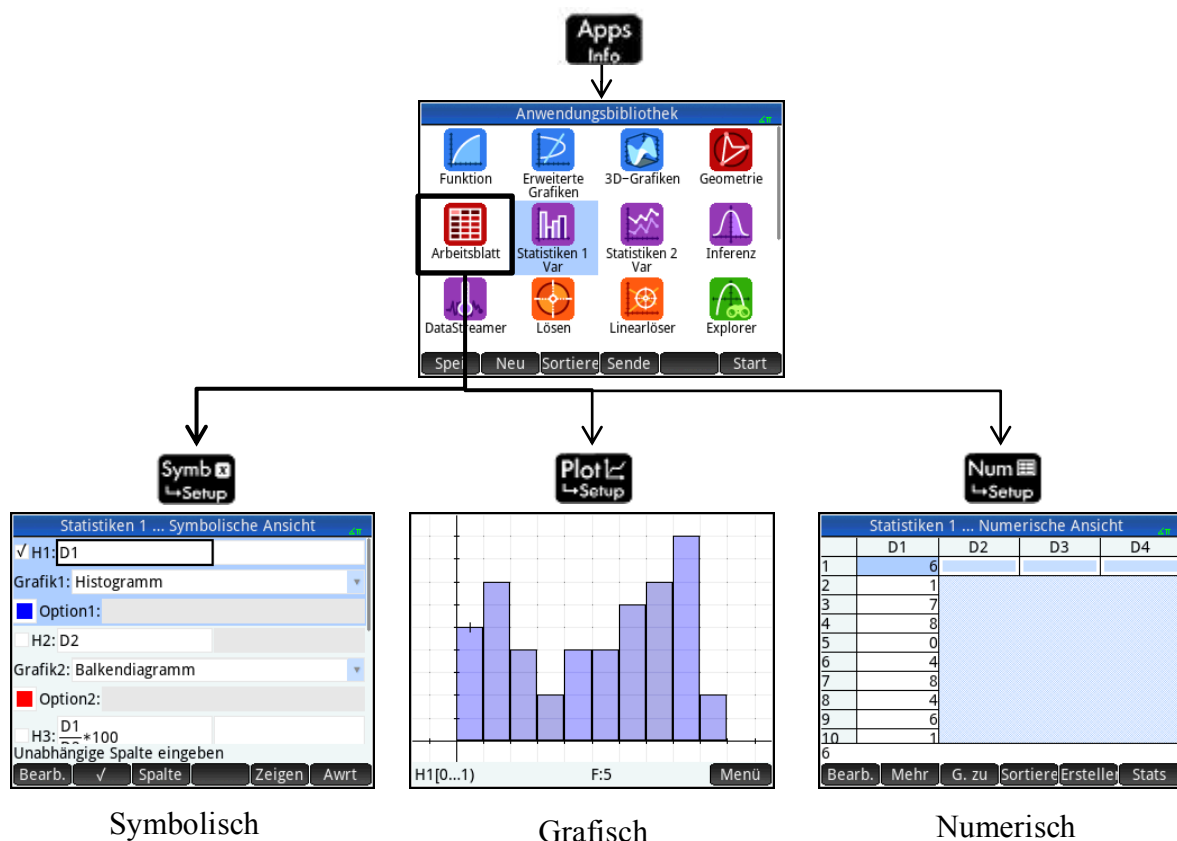 Apps
Info
Anwendungsbibliothek
Funktion
Erweiterte Grafiken
3D-Grafiken
Geometrie
Arbeitsblatt
Statistiken 1 Var
Statistiken 2 Var
Inferenz
DataStreamer
Lösen
Linearlöser
Explorer
Neu Sortiere Sende Start
Symb x
Setup
Plot
Setup
Num
Setup
Statistiken 1 ... Symbolische Ansicht
√ H1: D1
Grafik1: Histogramm
Option1:
H2: D2
Grafik2: Balkendiagramm
Option2:
H3: D1 *100
Unabhängige Spalte eingeben
Bearb. √ Spalte Zeigen Awrt
H1[0...1) F:5 Menü
Statistiken 1 ... Numerische Ansicht
D1 D2 D3 D4
1 6
2 1
3 7
4 8
5 0
6 4
7 8
8 4
9 6
10 1
6
Bearb. Mehr G. zu Sortiere Erstelle Stats
Symbolisch
Grafisch
Numerisch